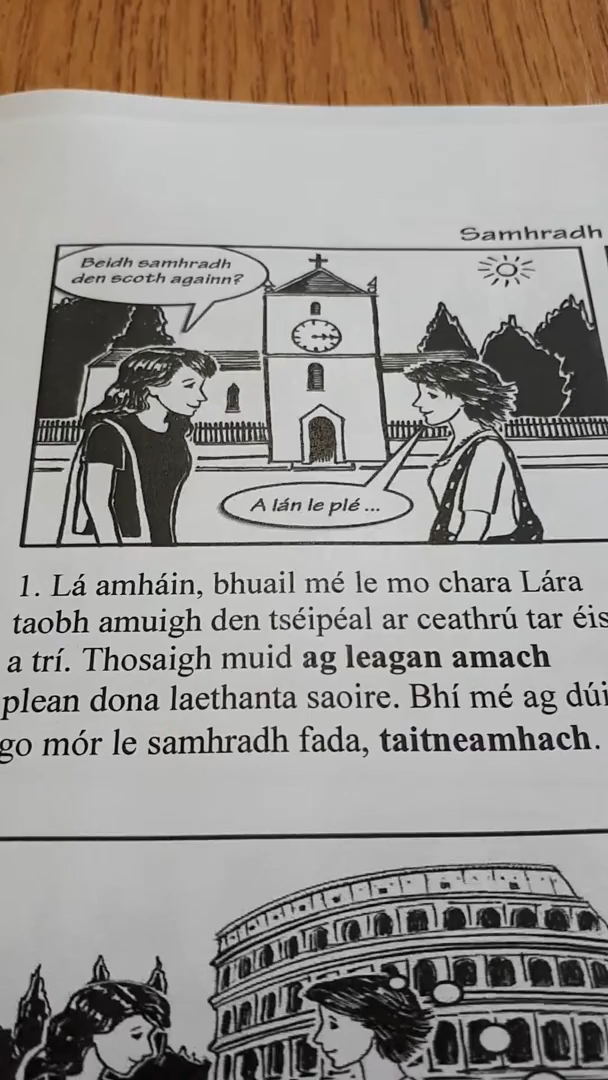 Samhradh
Beidh samhradh
den scoth againn?
A lán le plé ...
1. Lá amháin, bhuail mé le mo chara Lára
taobh amuigh den tséipéal ar ceathrú tar éis
a trí. Thosaigh muid ag leagan amach
plean dona laethanta saoire. Bhí mé ag dúi
go mór le samhradh fada, taitneamhach.